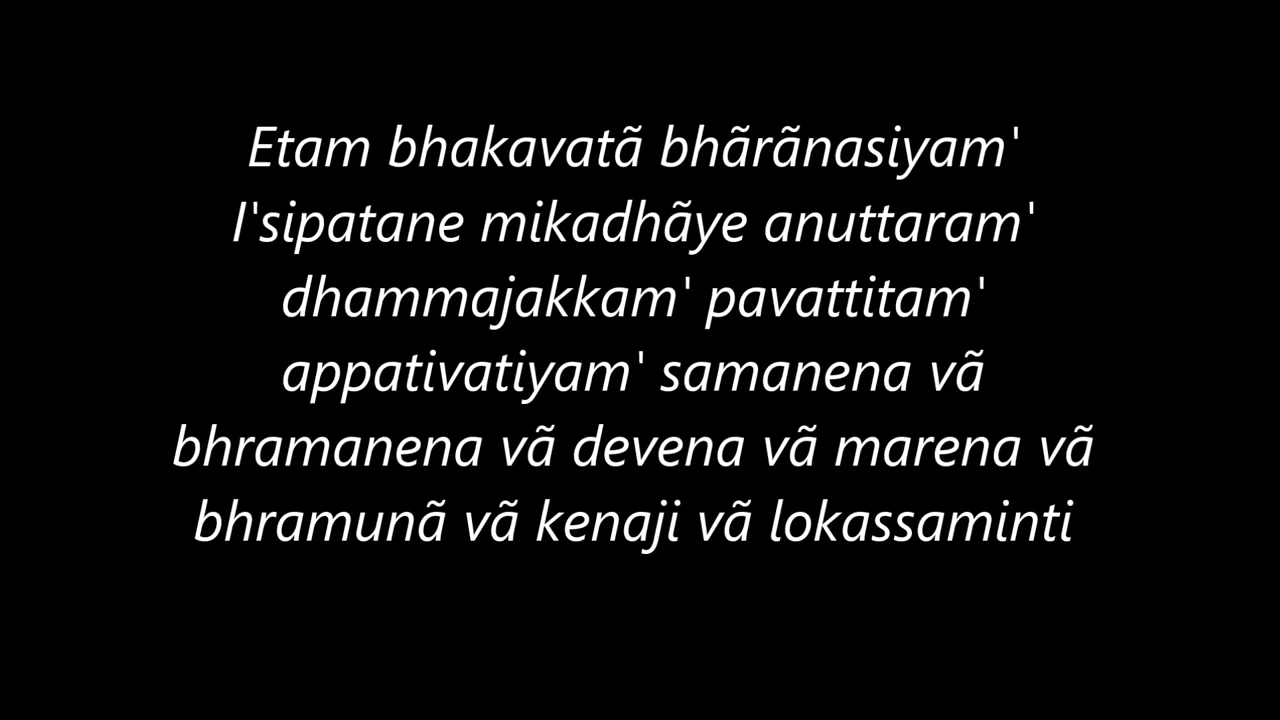 Etam bhakavatã bhãrãnasiyam'
I'sipatane mikadhãye anuttaram'
dhammajakkam' pavattitam'
appativatiyam' samanena vã
bhramanena vã devena vã marena vã
bhramunã vã kenaji vã lokassaminti